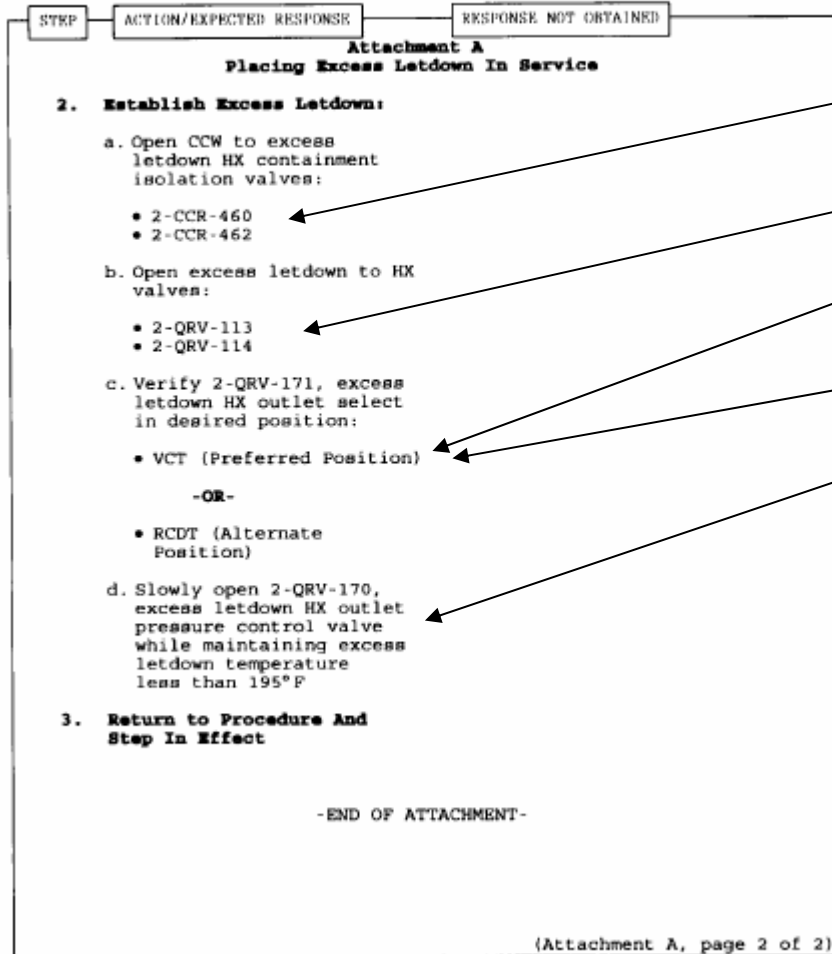 STEP ACTION/EXPECTED RESPONSE RESPONSE NOT OBTAINED
Attachment A
Placing Excess Letdown In Service
2. Establish Excess Letdown:
a. Open CCW to excess
letdown HX containment
isolation valves:
• 2-CCR-460
• 2-CCR-462
b. Open excess letdown to HX
valves:
• 2-QRV-113
• 2-QRV-114
c. Verify 2-QRV-171, excess
letdown HX outlet select
in desired position:
• VCT (Preferred Position)
-OR-
• RCDT (Alternate
Position)
d. Slowly open 2-QRV-170,
excess letdown HX outlet
pressure control valve
while maintaining excess
letdown temperature
less than 195°F
3. Return to Procedure And
Step In Effect
-END OF ATTACHMENT-
(Attachment A, page 2 of 2)